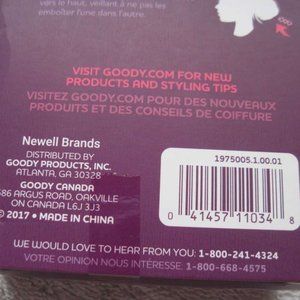 vers le haut, veillant à ne pas les
emboîter l'une dans l'autre.
VISIT GOODY.COM FOR NEW
PRODUCTS AND STYLING TIPS
VISITEZ GOODY.COM POUR DES NOUVEAUX
PRODUITS ET DES CONSEILS DE COIFFURE
Newell Brands
DISTRIBUTED BY
GOODY PRODUCTS, INC.
ATLANTA, GA 30328
GOODY CANADA
586 ARGUS ROAD, OAKVILLE
ON CANADA L6J 3J3
© 2017 • MADE IN CHINA
1975005.1.00.01
0 41457 11034 8
WE WOULD LOVE TO HEAR FROM YOU: 1-800-241-4324
VOTRE OPINION NOUS INTÉRESSE: 1-800-668-4575